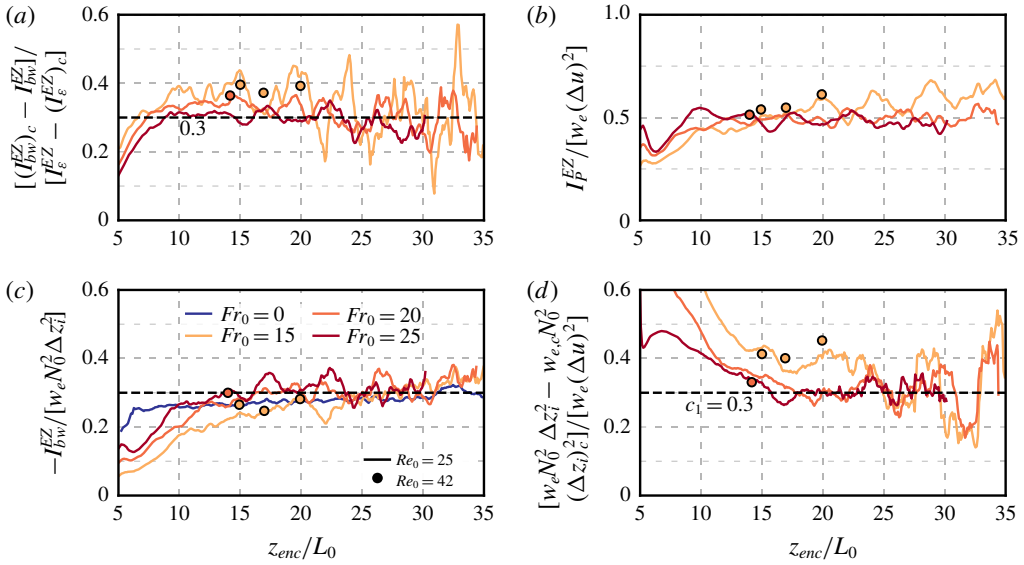 (a)
[(I_{bw}^{EZ})_c − I_{bw}^{EZ}]/
[I_ε^{EZ} − (I_ε^{EZ})_c]
0.6
0.4
0.2
0
0.3
5 10 15 20 25 30 35
(b)
I_P^{EZ}/[w_e(Δu)^2]
1.0
0.5
0
5 10 15 20 25 30 35
(c)
−I_{bw}^{EZ}/[w_e N_0^2 Δz_i^2]
0.6
0.4
0.2
0
Fr_0 = 0
Fr_0 = 15
Fr_0 = 20
Fr_0 = 25
Re_0 = 25
Re_0 = 42
5 10 15 20 25 30 35
z_{enc}/L_0
(d)
[w_e N_0^2 Δz_i^2 − w_{e,c} N_0^2
(Δz_i)_c^2]/[w_e(Δu)^2]
0.6
0.4
0.2
0
c_1 = 0.3
5 10 15 20 25 30 35
z_{enc}/L_0